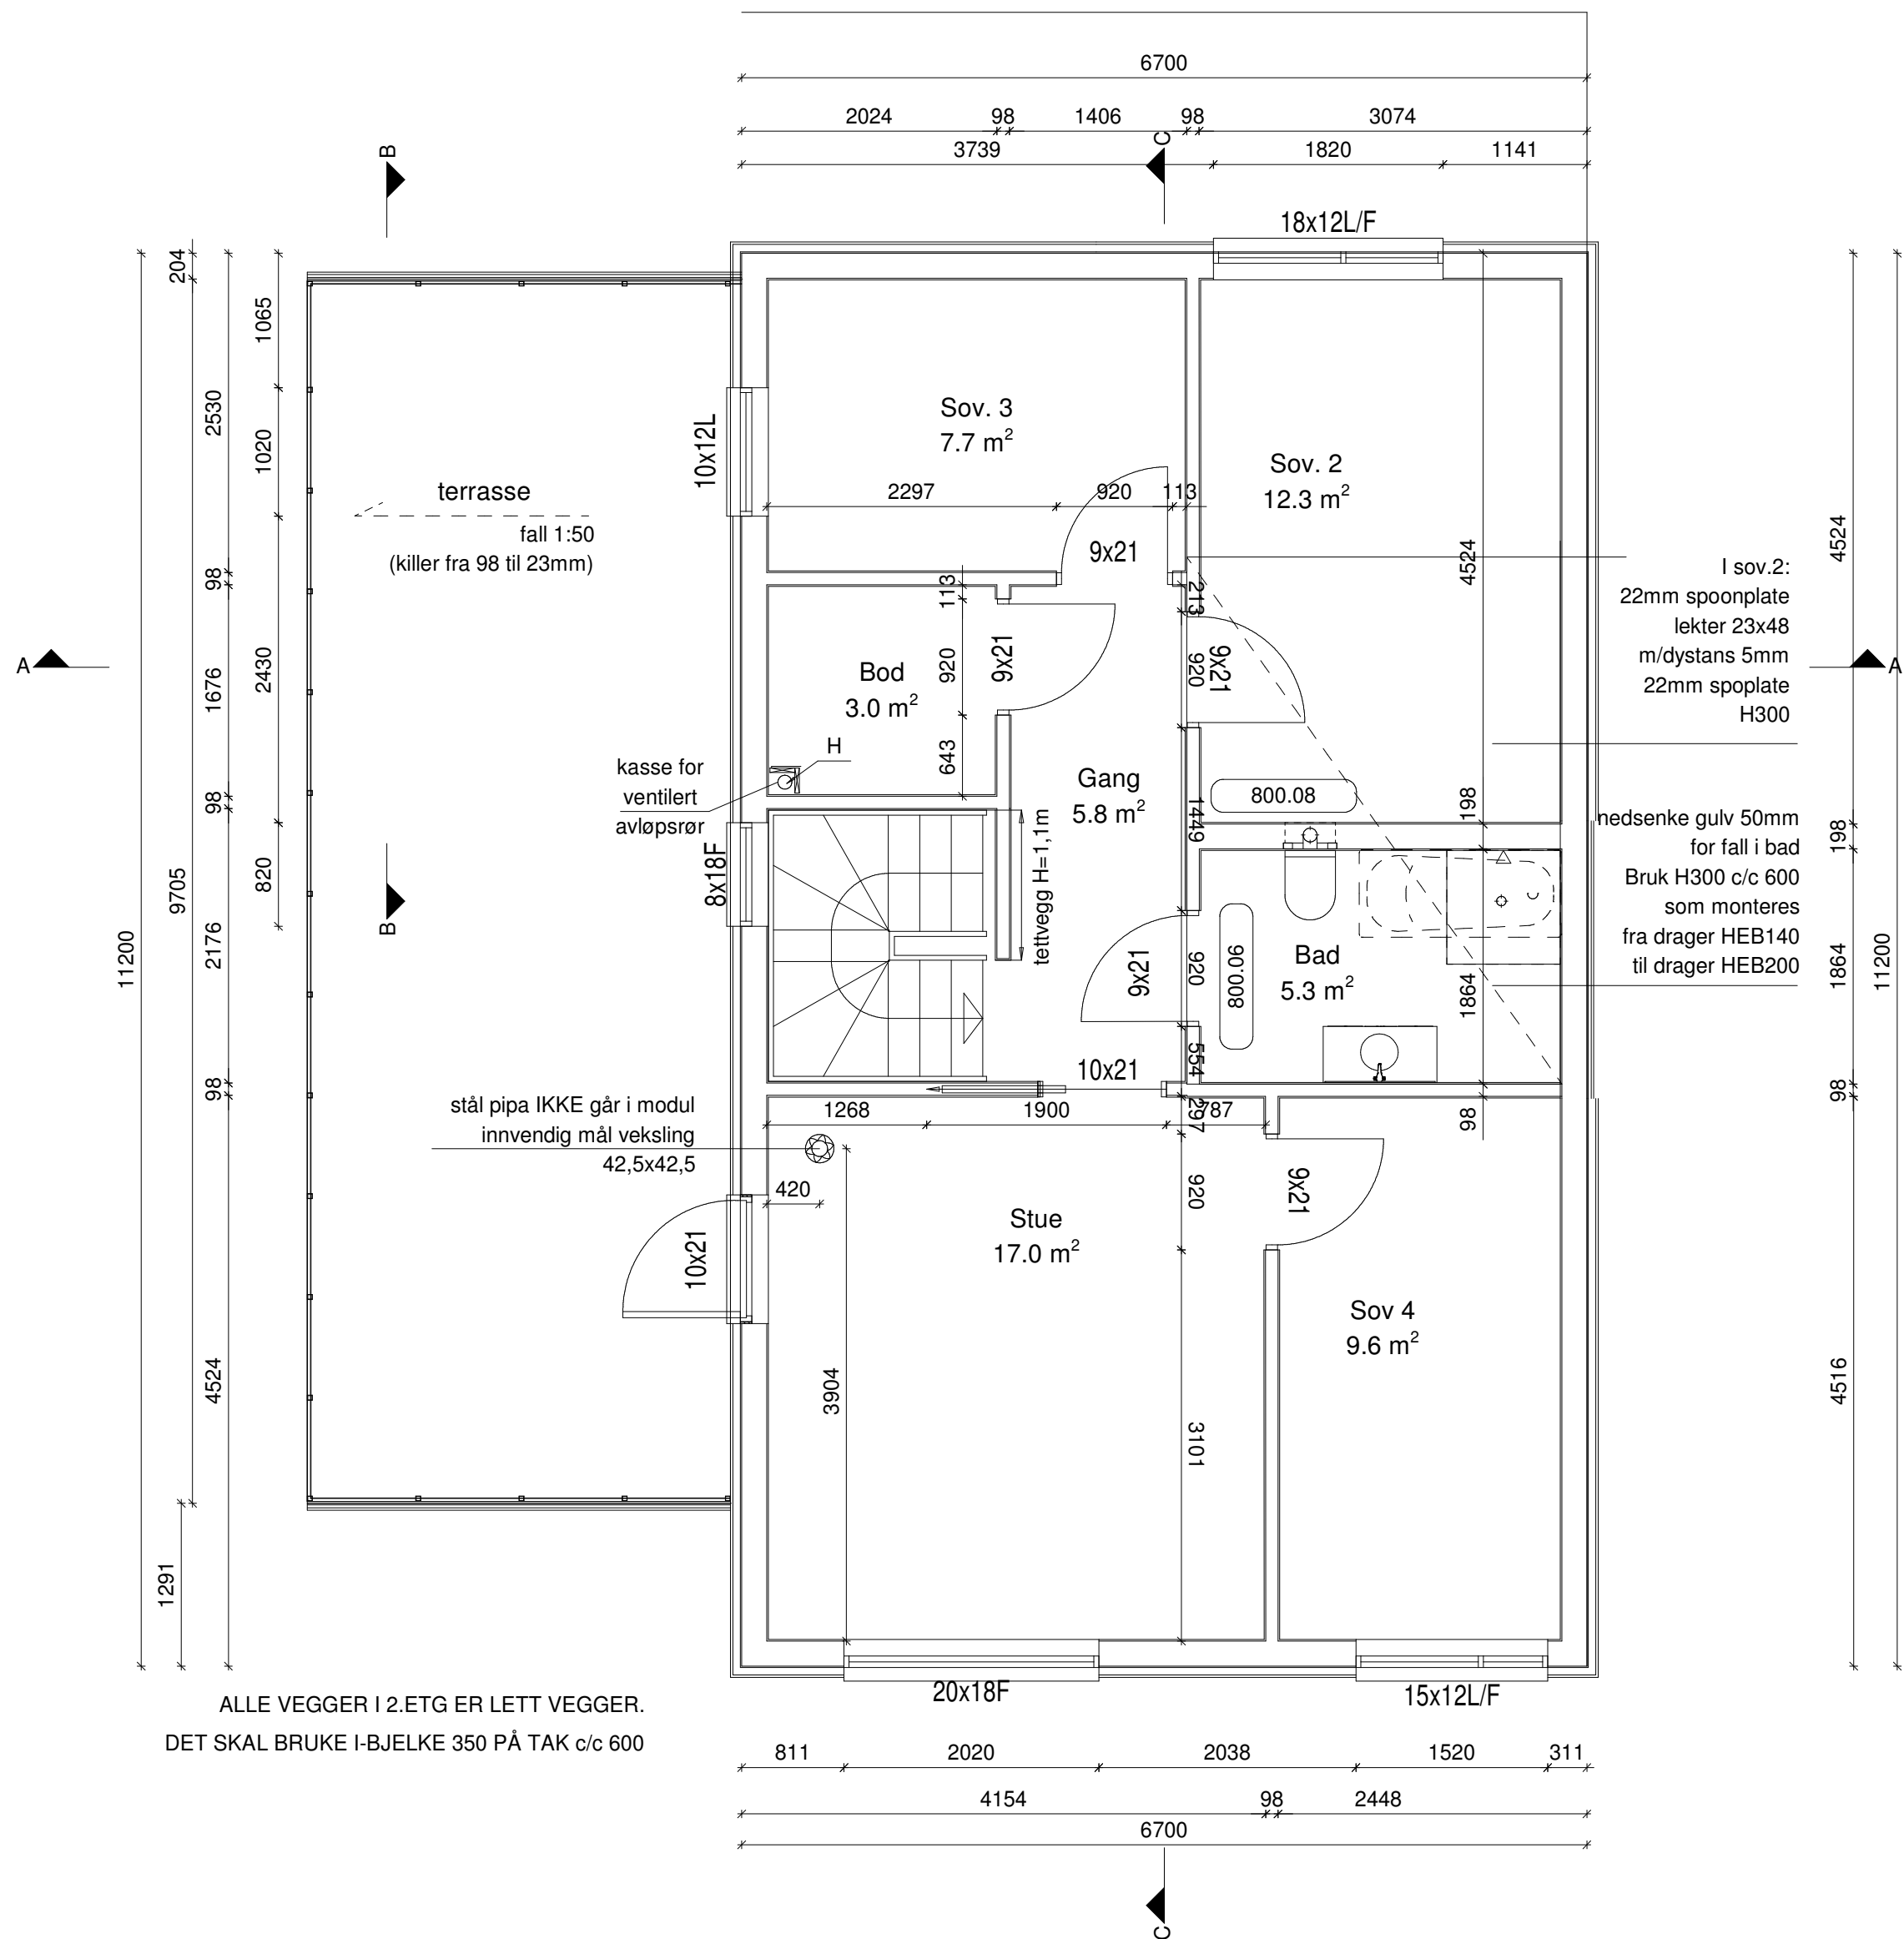 6700
2024 98 1406 98 3074
3739 1820 1141
B
C
18x12L/F
11200
204
9705
1291
2530
98
1676
98
2176
98
4524
1065
1020
2430
820
10x12L
Sov. 3
7.7 m²
2297 920 113
9x21
Sov. 2
12.3 m²
4524
terrasse
fall 1:50
(killer fra 98 til 23mm)
113
920
643
9x21
Bod
3.0 m²
H
kasse for
ventilert
avløpsrør
213
920
9x21
1449
Gang
5.8 m²
800.08
198
I sov.2:
22mm spoonplate
lekter 23x48
m/dystans 5mm
22mm spoplate
H300
A
A
nedsenke gulv 50mm
for fall i bad
Bruk H300 c/c 600
som monteres
fra drager HEB140
til drager HEB200
4524
198
1864
98
4516
11200
8x18F
B
tettvegg H=1,1m
9x21
920
800.06
Bad
5.3 m²
1864
554
10x21
98
1268 1900 787
297
stål pipa IKKE går i modul
innvendig mål veksling
42,5x42,5
420
920
9x21
10x21
Stue
17.0 m²
3904
3101
Sov 4
9.6 m²
20x18F
15x12L/F
ALLE VEGGER I 2.ETG ER LETT VEGGER.
DET SKAL BRUKE I-BJELKE 350 PÅ TAK c/c 600
811 2020 2038 1520 311
4154 98 2448
6700
C